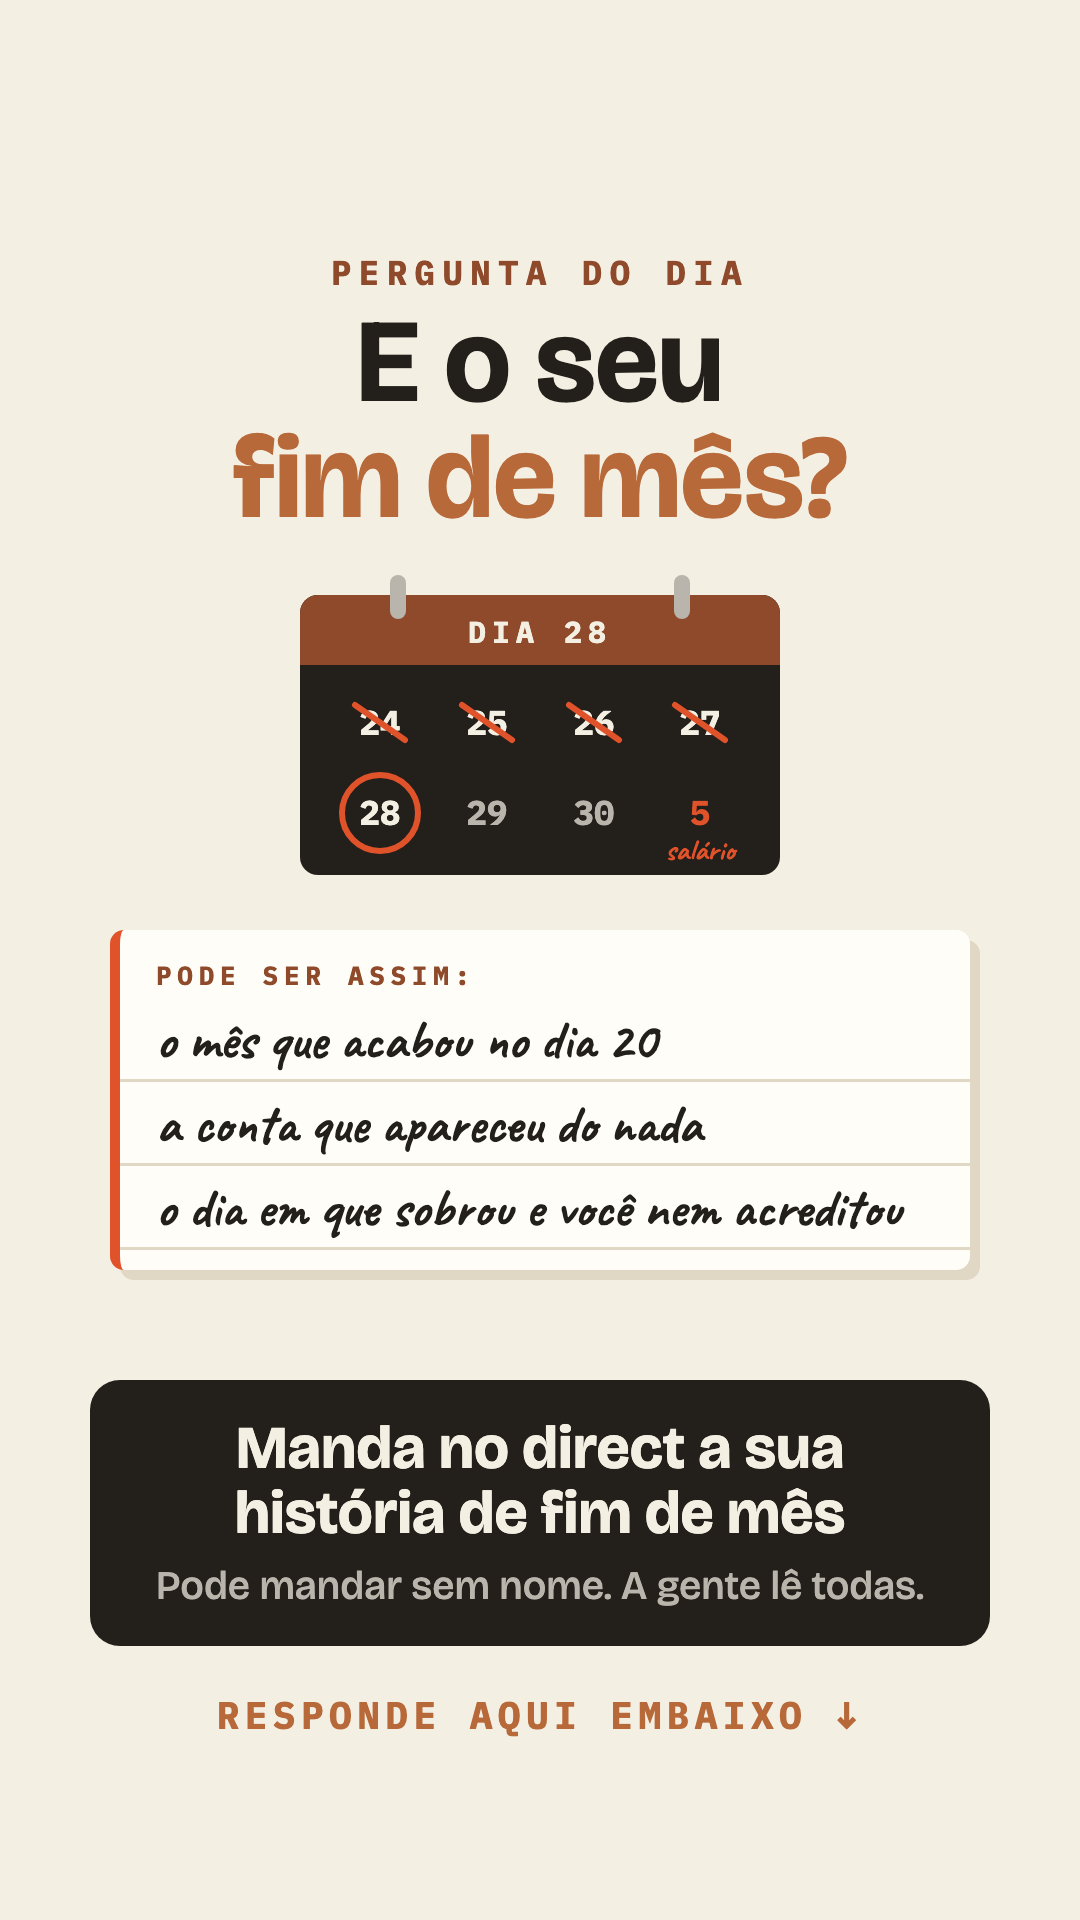 PERGUNTA DO DIA
E o seu
fim de mês?
DIA 28
24 25 26 27
28 29 30 5
salário
PODE SER ASSIM:
o mês que acabou no dia 20
a conta que apareceu do nada
o dia em que sobrou e você nem acreditou
Manda no direct a sua
história de fim de mês
Pode mandar sem nome. A gente lê todas.
RESPONDE AQUI EMBAIXO ↓